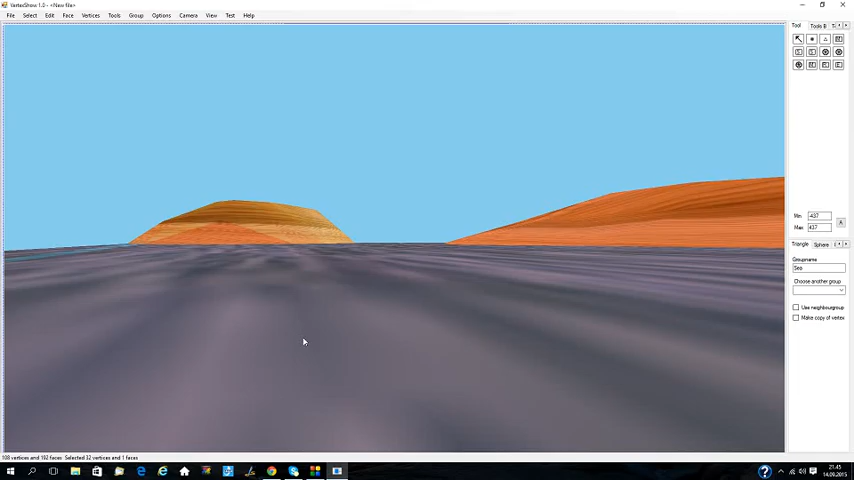 VertexShow 1.0 - <New file>
File Select Edit Face Vertices Tools Group Options Camera View Test Help
Tool Tools B
Min 437
Max 437
A
Triangle Sphere
Groupname
Sea
Choose another group
Use neighbourgroup
Make copy of vertex
108 vertices and 192 faces Selected 32 vertices and 1 faces
21.45
14.09.2015